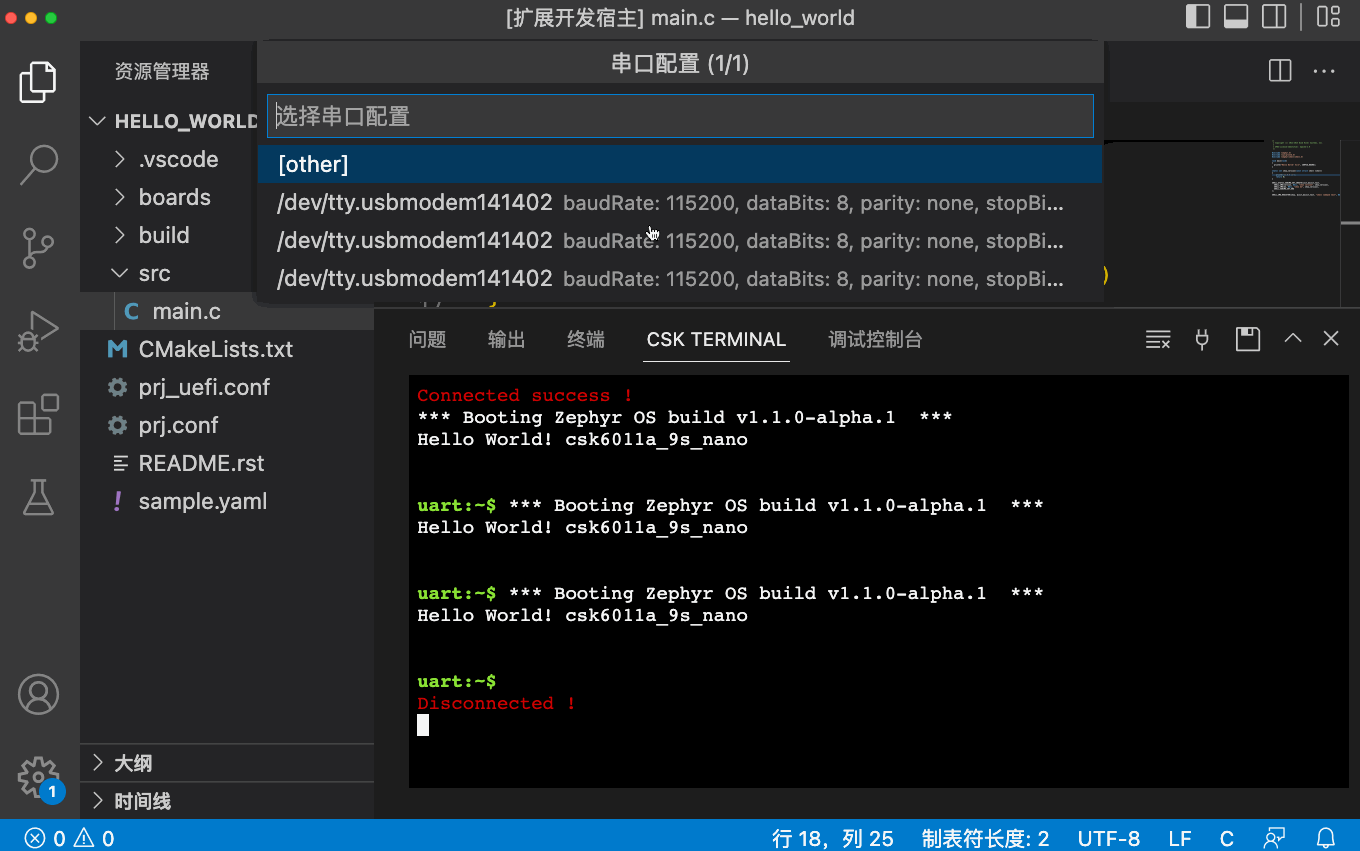 [扩展开发宿主] main.c — hello_world
资源管理器
HELLO_WORLD
.vscode
boards
build
src
C main.c
M CMakeLists.txt
prj_uefi.conf
prj.conf
README.rst
! sample.yaml
大纲
时间线
串口配置 (1/1)
选择串口配置
[other]
/dev/tty.usbmodem141402 baudRate: 115200, dataBits: 8, parity: none, stopBi...
/dev/tty.usbmodem141402 baudRate: 115200, dataBits: 8, parity: none, stopBi...
/dev/tty.usbmodem141402 baudRate: 115200, dataBits: 8, parity: none, stopBi...
问题 输出 终端 CSK TERMINAL 调试控制台
Connected success !
*** Booting Zephyr OS build v1.1.0-alpha.1 ***
Hello World! csk6011a_9s_nano
uart:~$ *** Booting Zephyr OS build v1.1.0-alpha.1 ***
Hello World! csk6011a_9s_nano
uart:~$ *** Booting Zephyr OS build v1.1.0-alpha.1 ***
Hello World! csk6011a_9s_nano
uart:~$
Disconnected !
1
0 0 行 18，列 25 制表符长度: 2 UTF-8 LF C